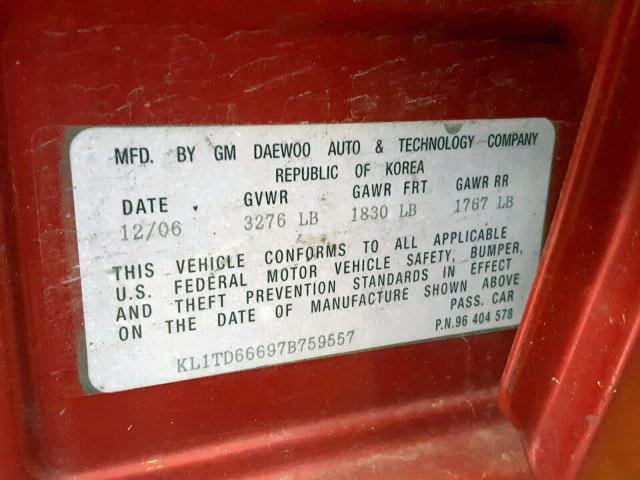 MFD. BY GM DAEWOO AUTO & TECHNOLOGY COMPANY
REPUBLIC OF KOREA
DATE GVWR GAWR FRT GAWR RR
12/06 3276 LB 1830 LB 1767 LB
THIS VEHICLE CONFORMS TO ALL APPLICABLE
U.S. FEDERAL MOTOR VEHICLE SAFETY, BUMPER,
AND THEFT PREVENTION STANDARDS IN EFFECT
ON THE DATE OF MANUFACTURE SHOWN ABOVE
PASS. CAR
KL1TD66697B759557
P.N.96 404 578